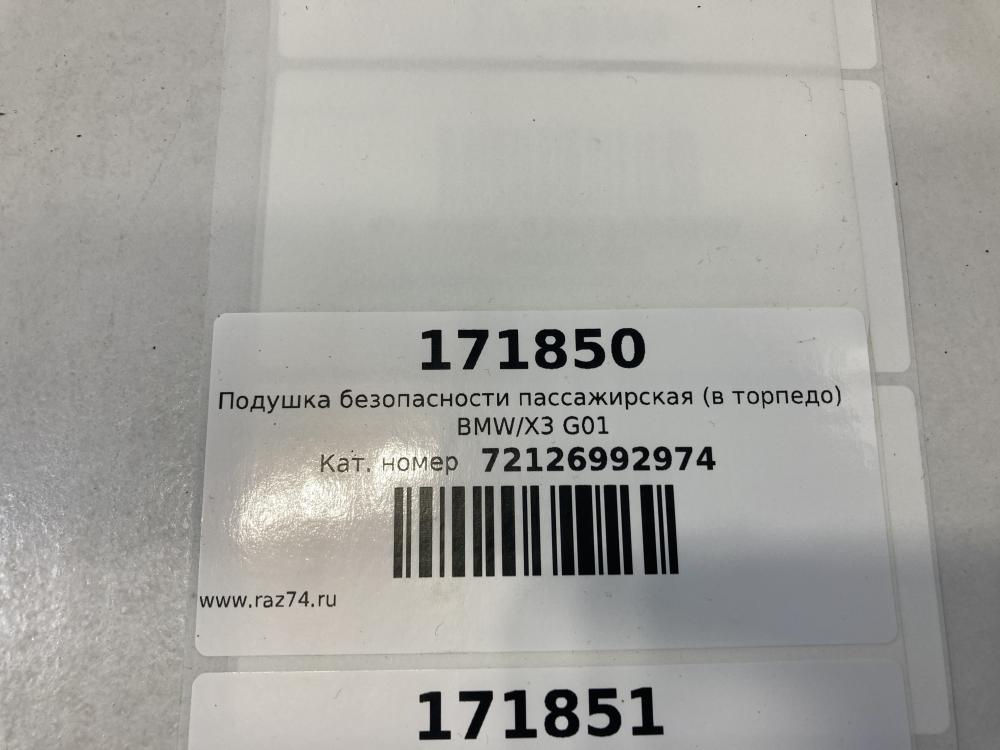 171850
Подушка безопасности пассажирская (в торпедо)
BMW/X3 G01
Кат. номер 72126992974
www.raz74.ru
171851